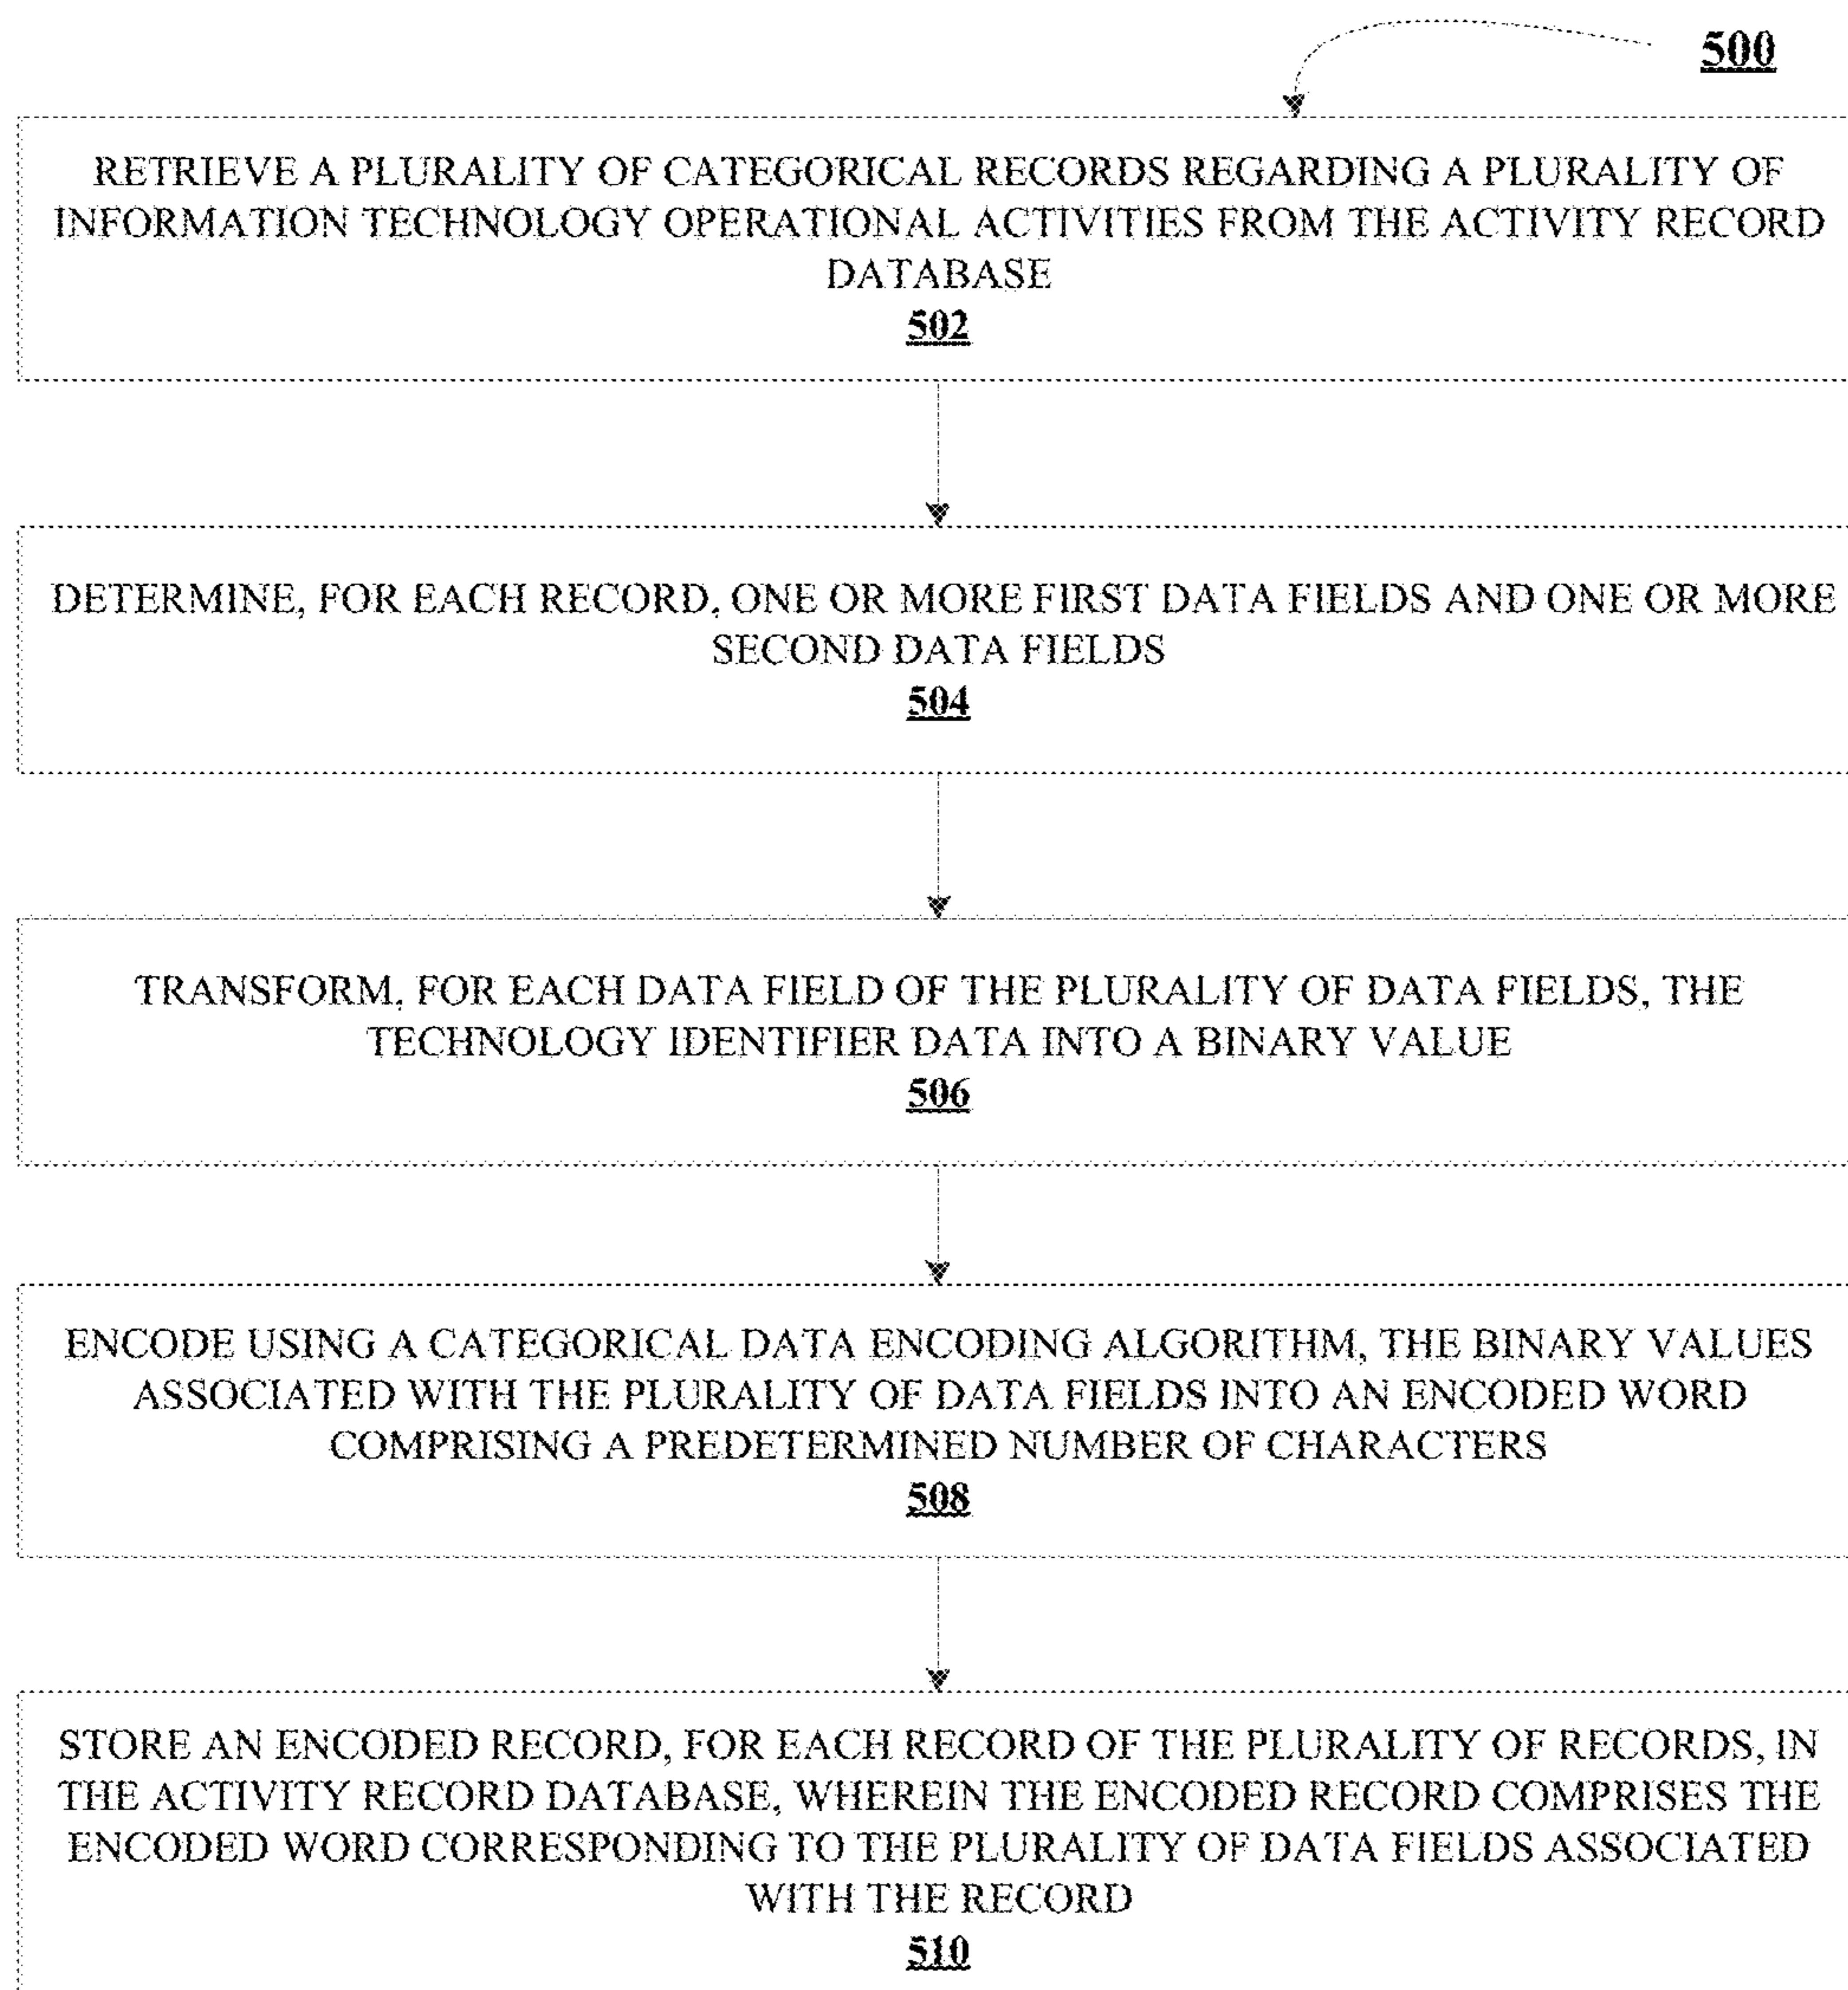 500
RETRIEVE A PLURALITY OF CATEGORICAL RECORDS REGARDING A PLURALITY OF
INFORMATION TECHNOLOGY OPERATIONAL ACTIVITIES FROM THE ACTIVITY RECORD
DATABASE
502
DETERMINE, FOR EACH RECORD, ONE OR MORE FIRST DATA FIELDS AND ONE OR MORE
SECOND DATA FIELDS
504
TRANSFORM, FOR EACH DATA FIELD OF THE PLURALITY OF DATA FIELDS, THE
TECHNOLOGY IDENTIFIER DATA INTO A BINARY VALUE
506
ENCODE USING A CATEGORICAL DATA ENCODING ALGORITHM, THE BINARY VALUES
ASSOCIATED WITH THE PLURALITY OF DATA FIELDS INTO AN ENCODED WORD
COMPRISING A PREDETERMINED NUMBER OF CHARACTERS
508
STORE AN ENCODED RECORD, FOR EACH RECORD OF THE PLURALITY OF RECORDS, IN
THE ACTIVITY RECORD DATABASE, WHEREIN THE ENCODED RECORD COMPRISES THE
ENCODED WORD CORRESPONDING TO THE PLURALITY OF DATA FIELDS ASSOCIATED
WITH THE RECORD
510